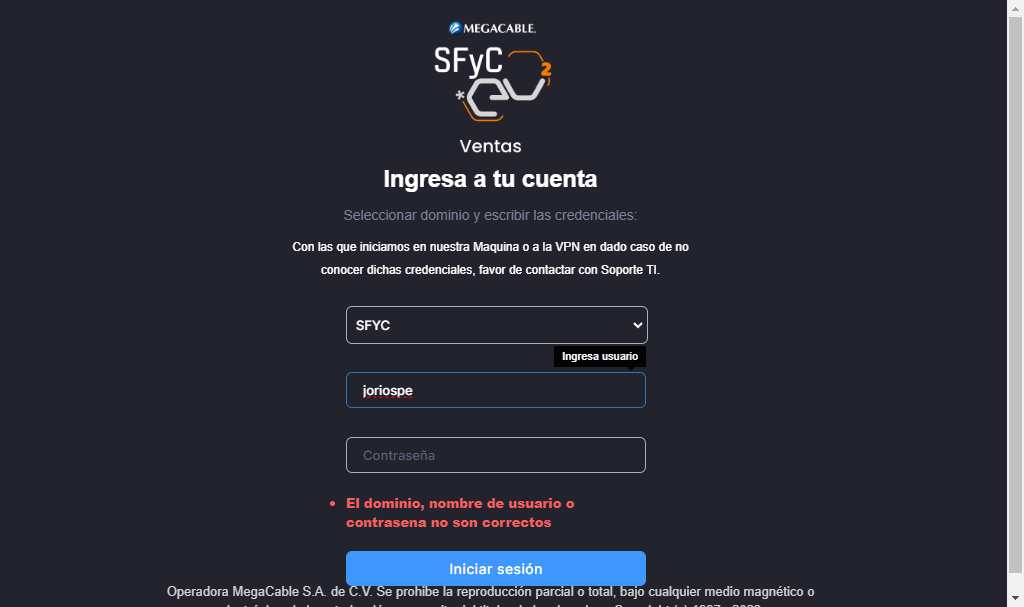 MEGACABLE.
SFyC
2
*eV
Ventas
Ingresa a tu cuenta
Seleccionar dominio y escribir las credenciales:
Con las que iniciamos en nuestra Maquina o a la VPN en dado caso de no
conocer dichas credenciales, favor de contactar con Soporte TI.
SFYC
Ingresa usuario
joriospe
Contraseña
• El dominio, nombre de usuario o
contrasena no son correctos
Iniciar sesión
Operadora MegaCable S.A. de C.V. Se prohibe la reproducción parcial o total, bajo cualquier medio magnético o